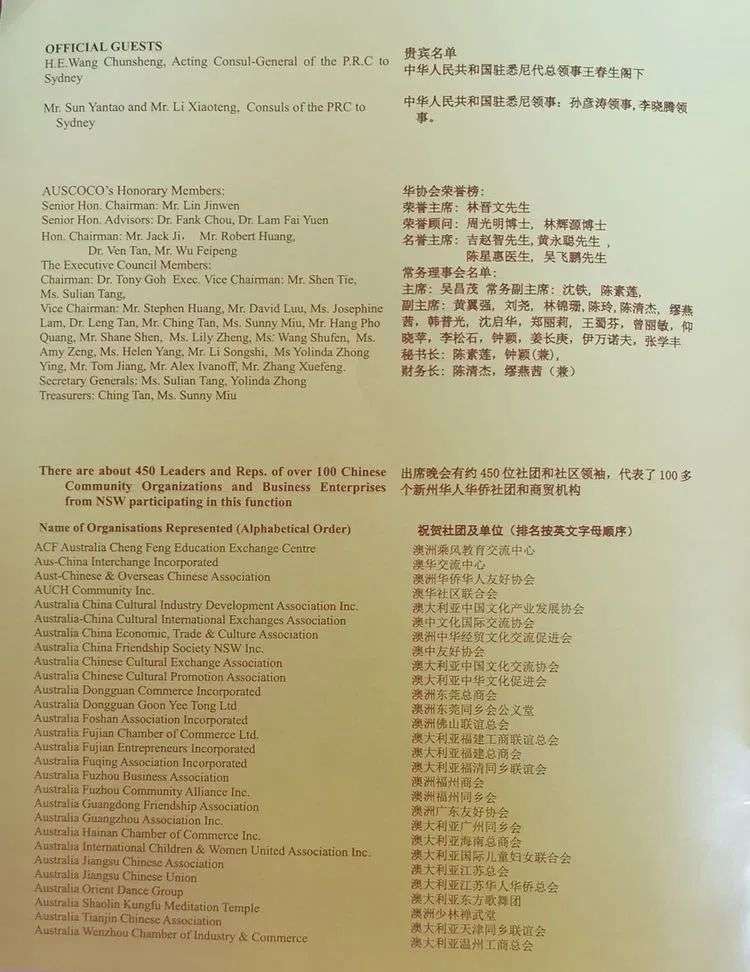 OFFICIAL GUESTS
H.E.Wang Chunsheng, Acting Consul-General of the P.R.C to
Sydney
Mr. Sun Yantao and Mr. Li Xiaoteng, Consuls of the PRC to
Sydney
贵宾名单
中华人民共和国驻悉尼代总领事王春生阁下
中华人民共和国驻悉尼领事：孙彦涛领事,李晓腾领
事。
AUSCOCO's Honorary Members:
Senior Hon. Chairman: Mr. Lin Jinwen
Senior Hon. Advisors: Dr. Fank Chou, Dr. Lam Fai Yuen
Hon. Chairman: Mr. Jack Ji， Mr. Robert Huang,
Dr. Ven Tan, Mr. Wu Feipeng
The Executive Council Members:
Chairman: Dr. Tony Goh Exec. Vice Chairman: Mr. Shen Tie,
Ms. Sulian Tang,
Vice Chairman: Mr. Stephen Huang, Mr. David Luu, Ms. Josephine
Lam, Dr. Leng Tan, Mr. Ching Tan, Ms. Sunny Miu, Mr. Hang Pho
Quang, Mr. Shane Shen, Ms. Lily Zheng, Ms. Wang Shufen, Ms.
Amy Zeng, Ms. Helen Yang, Mr. Li Songshi, Ms Yolinda Zhong
Ying, Mr. Tom Jiang, Mr. Alex Ivanoff, Mr. Zhang Xuefeng.
Secretary Generals: Ms. Sulian Tang, Yolinda Zhong
Treasurers: Ching Tan, Ms. Sunny Miu
华协会荣誉榜:
荣誉主席: 林晋文先生
荣誉顾问: 周光明博士, 林辉源博士
名誉主席: 吉赵智先生,黄永聪先生 ,
陈星惠医生, 吴飞鹏先生
常务理事会名单:
主席: 吴昌茂 常务副主席: 沈铁, 陈素莲,
副主席: 黄翼强, 刘尧, 林锦珊,陈玲,陈清杰, 缪燕
茜, 韩普光, 沈启华, 郑丽莉, 王蜀芬, 曾丽敏, 仰
晓苹, 李松石, 钟颖, 姜长庚, 伊万诺夫, 张学丰
秘书长: 陈素莲, 钟颖(兼),
财务长: 陈清杰, 缪燕茜（兼）
There are about 450 Leaders and Reps. of over 100 Chinese
Community Organizations and Business Enterprises
from NSW participating in this function
出席晚会有约 450 位社团和社区领袖，代表了 100 多
个新州华人华侨社团和商贸机构
Name of Organisations Represented (Alphabetical Order)
ACF Australia Cheng Feng Education Exchange Centre
Aus-China Interchange Incorporated
Aust-Chinese & Overseas Chinese Association
AUCH Community Inc.
Australia China Cultural Industry Development Association Inc.
Australia-China Cultural International Exchanges Association
Australia China Economic, Trade & Culture Association
Australia China Friendship Society NSW Inc.
Australia Chinese Cultural Exchange Association
Australia Chinese Cultural Promotion Association
Australia Dongguan Commerce Incorporated
Australia Dongguan Goon Yee Tong Ltd
Australia Foshan Association Incorporated
Australia Fujian Chamber of Commerce Ltd.
Australia Fujian Entrepreneurs Incorporated
Australia Fuqing Association Incorporated
Australia Fuzhou Business Association
Australia Fuzhou Community Alliance Inc.
Australia Guangdong Friendship Association
Australia Guangzhou Association Inc.
Australia Hainan Chamber of Commerce Inc.
Australia International Children & Women United Association Inc.
Australia Jiangsu Chinese Association
Australia Jiangsu Chinese Union
Australia Orient Dance Group
Australia Shaolin Kungfu Meditation Temple
Australia Tianjin Chinese Association
Australia Wenzhou Chamber of Industry & Commerce
祝贺社团及单位（排名按英文字母顺序）
澳洲乘风教育交流中心
澳华交流中心
澳洲华侨华人友好协会
澳华社区联合会
澳大利亚中国文化产业发展协会
澳中文化国际交流协会
澳洲中华经贸文化交流促进会
澳中友好协会
澳大利亚中国文化交流协会
澳大利亚中华文化促进会
澳洲东莞总商会
澳洲东莞同乡会公义堂
澳洲佛山联谊总会
澳大利亚福建工商联谊总会
澳大利亚福建总商会
澳大利亚福清同乡联谊会
澳洲福州商会
澳洲福州同乡会
澳洲广东友好协会
澳大利亚广州同乡会
澳大利亚海南总商会
澳大利亚国际儿童妇女联合会
澳大利亚江苏总会
澳大利亚江苏华人华侨总会
澳大利亚东方歌舞团
澳洲少林禅武堂
澳大利亚天津同乡联谊会
澳大利亚温州工商总会